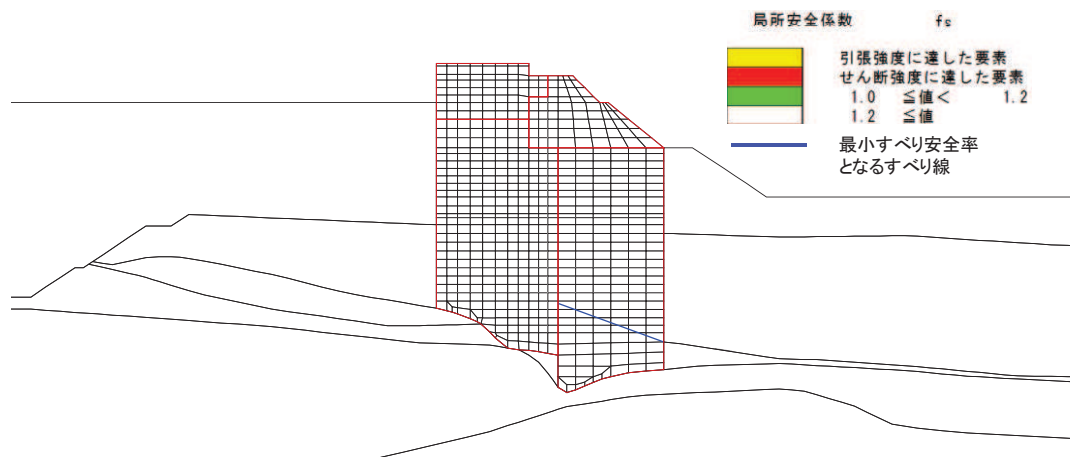 局所安全係数 fs
引張強度に達した要素
せん断強度に達した要素
1.0 ≦値< 1.2
1.2 ≦値
最小すべり安全率
となるすべり線